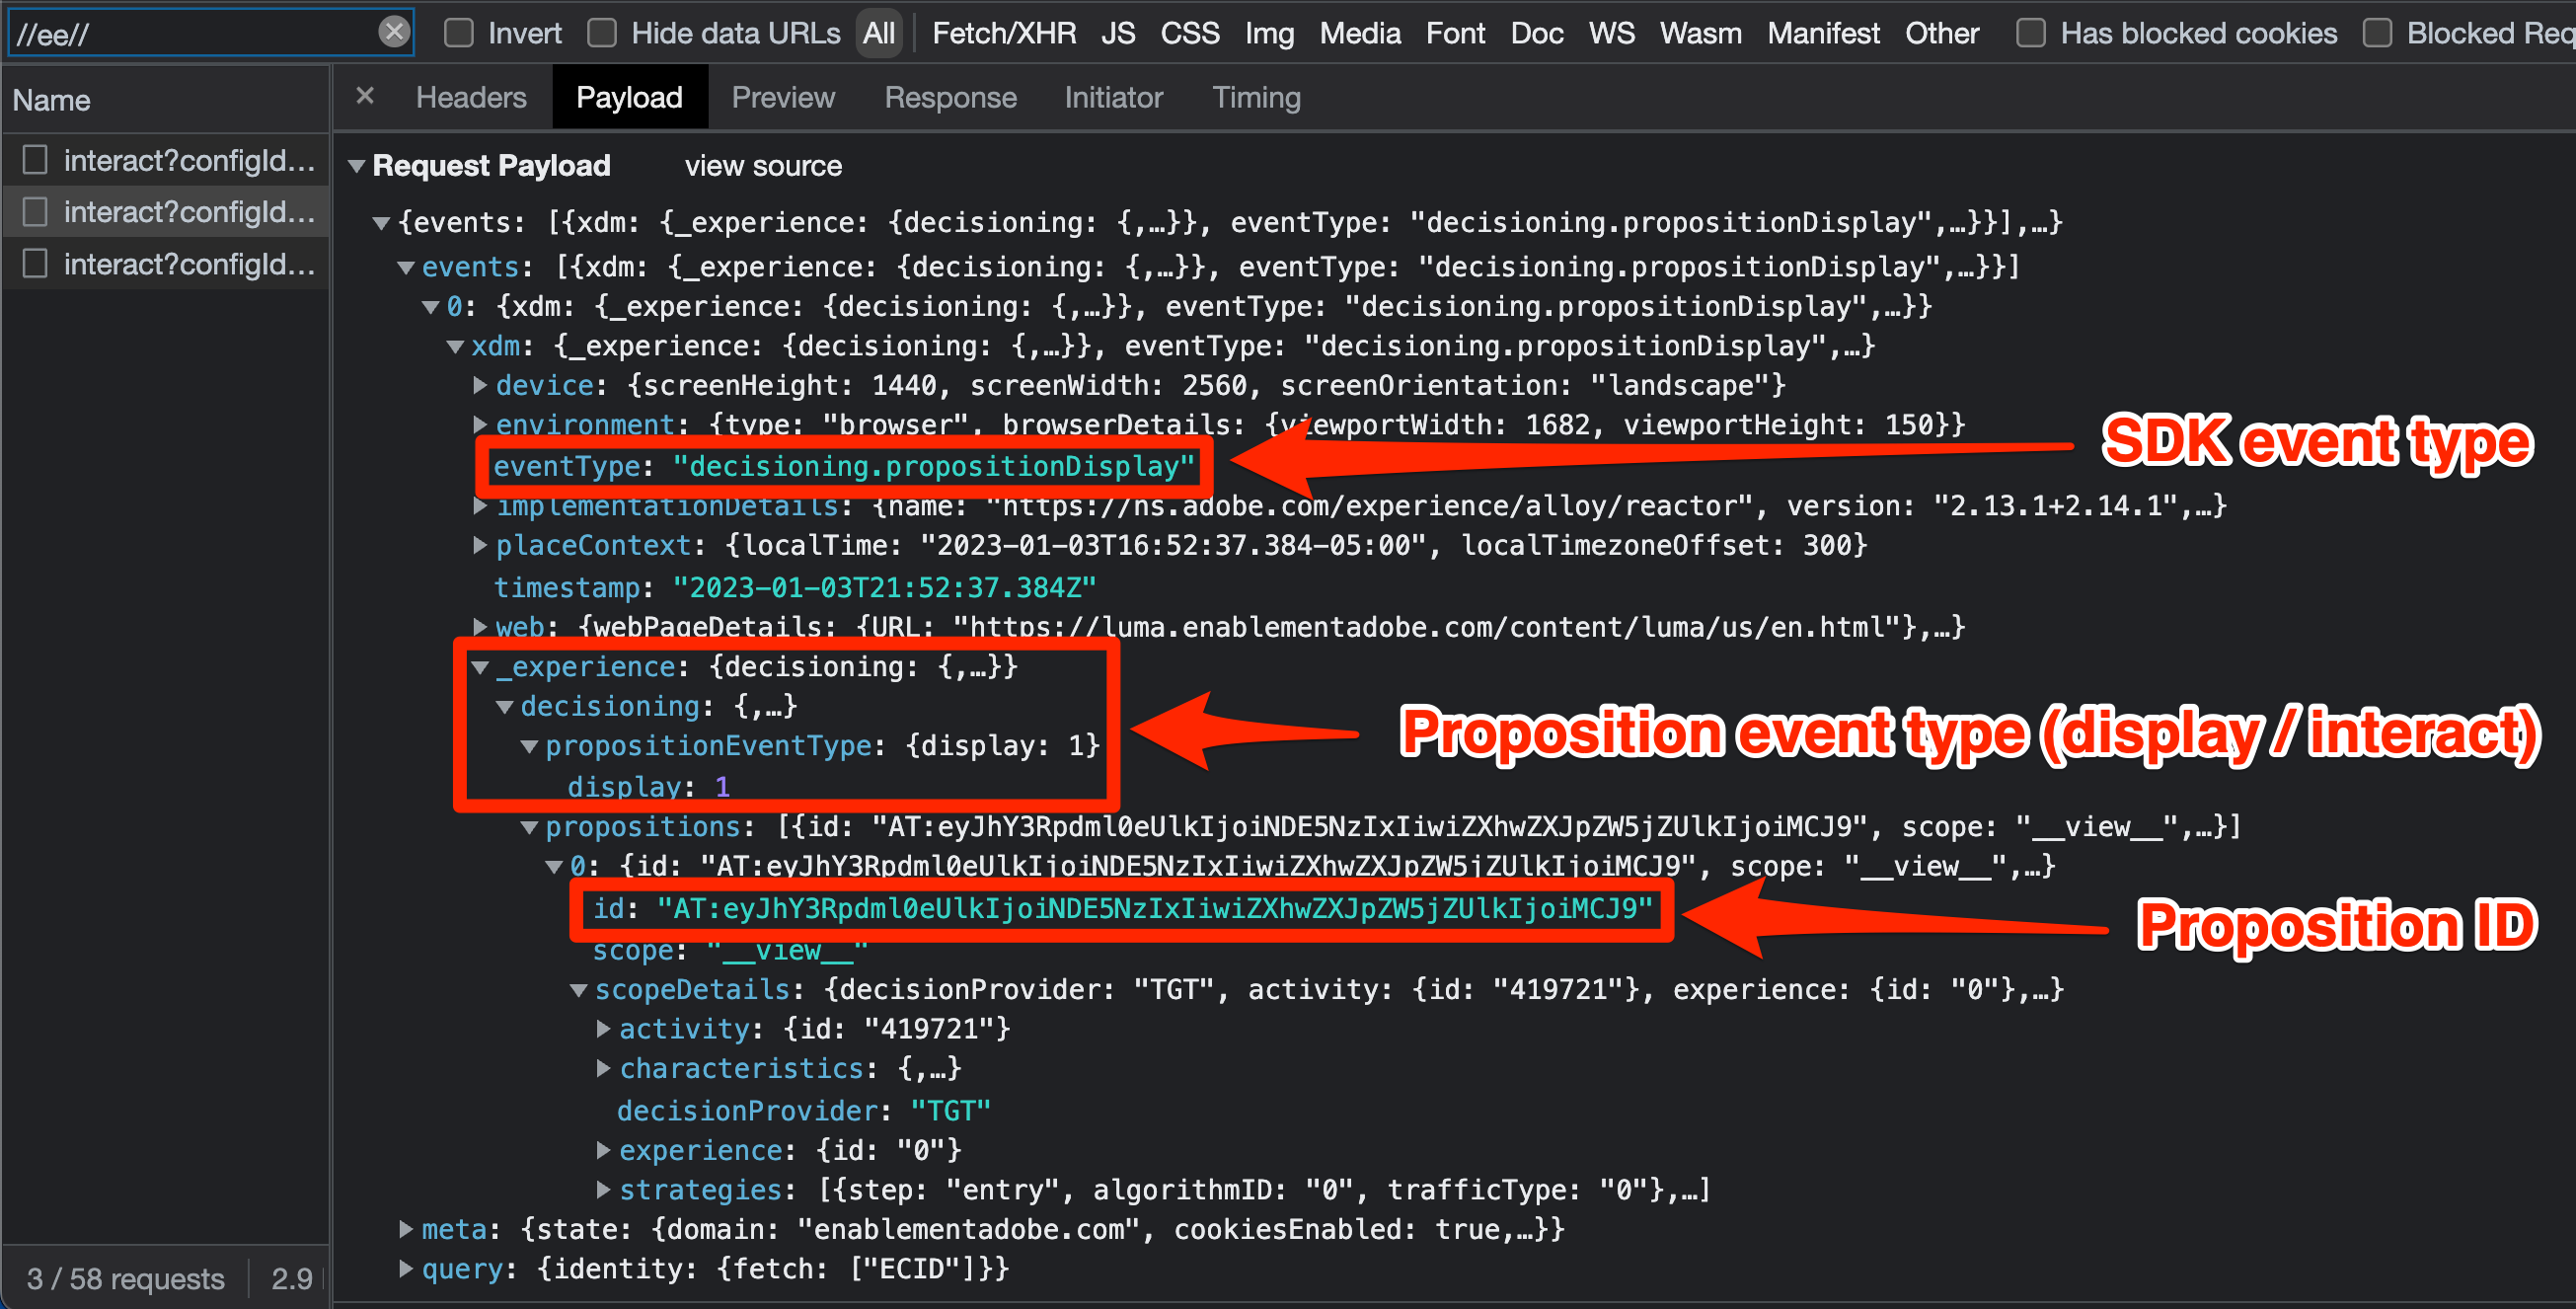 //ee// Invert Hide data URLs All Fetch/XHR JS CSS Img Media Font Doc WS Wasm Manifest Other Has blocked cookies Blocked Req
Name
interact?configId…
interact?configId…
interact?configId…
3 / 58 requests 2.9
Headers Payload Preview Response Initiator Timing
Request Payload view source
{events: [{xdm: {_experience: {decisioning: {,…}}, eventType: "decisioning.propositionDisplay",…}}],…}
events: [{xdm: {_experience: {decisioning: {,…}}, eventType: "decisioning.propositionDisplay",…}}]
0: {xdm: {_experience: {decisioning: {,…}}, eventType: "decisioning.propositionDisplay",…}}
xdm: {_experience: {decisioning: {,…}}, eventType: "decisioning.propositionDisplay",…}
device: {screenHeight: 1440, screenWidth: 2560, screenOrientation: "landscape"}
environment: {type: "browser", browserDetails: {viewportWidth: 1682, viewportHeight: 150}}
eventType: "decisioning.propositionDisplay"
SDK event type
implementationDetails: {name: "https://ns.adobe.com/experience/alloy/reactor", version: "2.13.1+2.14.1",…}
placeContext: {localTime: "2023-01-03T16:52:37.384-05:00", localTimezoneOffset: 300}
timestamp: "2023-01-03T21:52:37.384Z"
web: {webPageDetails: {URL: "https://luma.enablementadobe.com/content/luma/us/en.html"},…}
_experience: {decisioning: {,…}}
decisioning: {,…}
propositionEventType: {display: 1}
display: 1
Proposition event type (display / interact)
propositions: [{id: "AT:eyJhY3Rpdml0eUlkIjoiNDE5NzIxIiwiZXhwZXJpZW5jZUlkIjoiMCJ9", scope: "__view__",…}]
0: {id: "AT:eyJhY3Rpdml0eUlkIjoiNDE5NzIxIiwiZXhwZXJpZW5jZUlkIjoiMCJ9", scope: "__view__",…}
id: "AT:eyJhY3Rpdml0eUlkIjoiNDE5NzIxIiwiZXhwZXJpZW5jZUlkIjoiMCJ9"
Proposition ID
scope: "__view__"
scopeDetails: {decisionProvider: "TGT", activity: {id: "419721"}, experience: {id: "0"},…}
activity: {id: "419721"}
characteristics: {,…}
decisionProvider: "TGT"
experience: {id: "0"}
strategies: [{step: "entry", algorithmID: "0", trafficType: "0"},…]
meta: {state: {domain: "enablementadobe.com", cookiesEnabled: true,…}}
query: {identity: {fetch: ["ECID"]}}